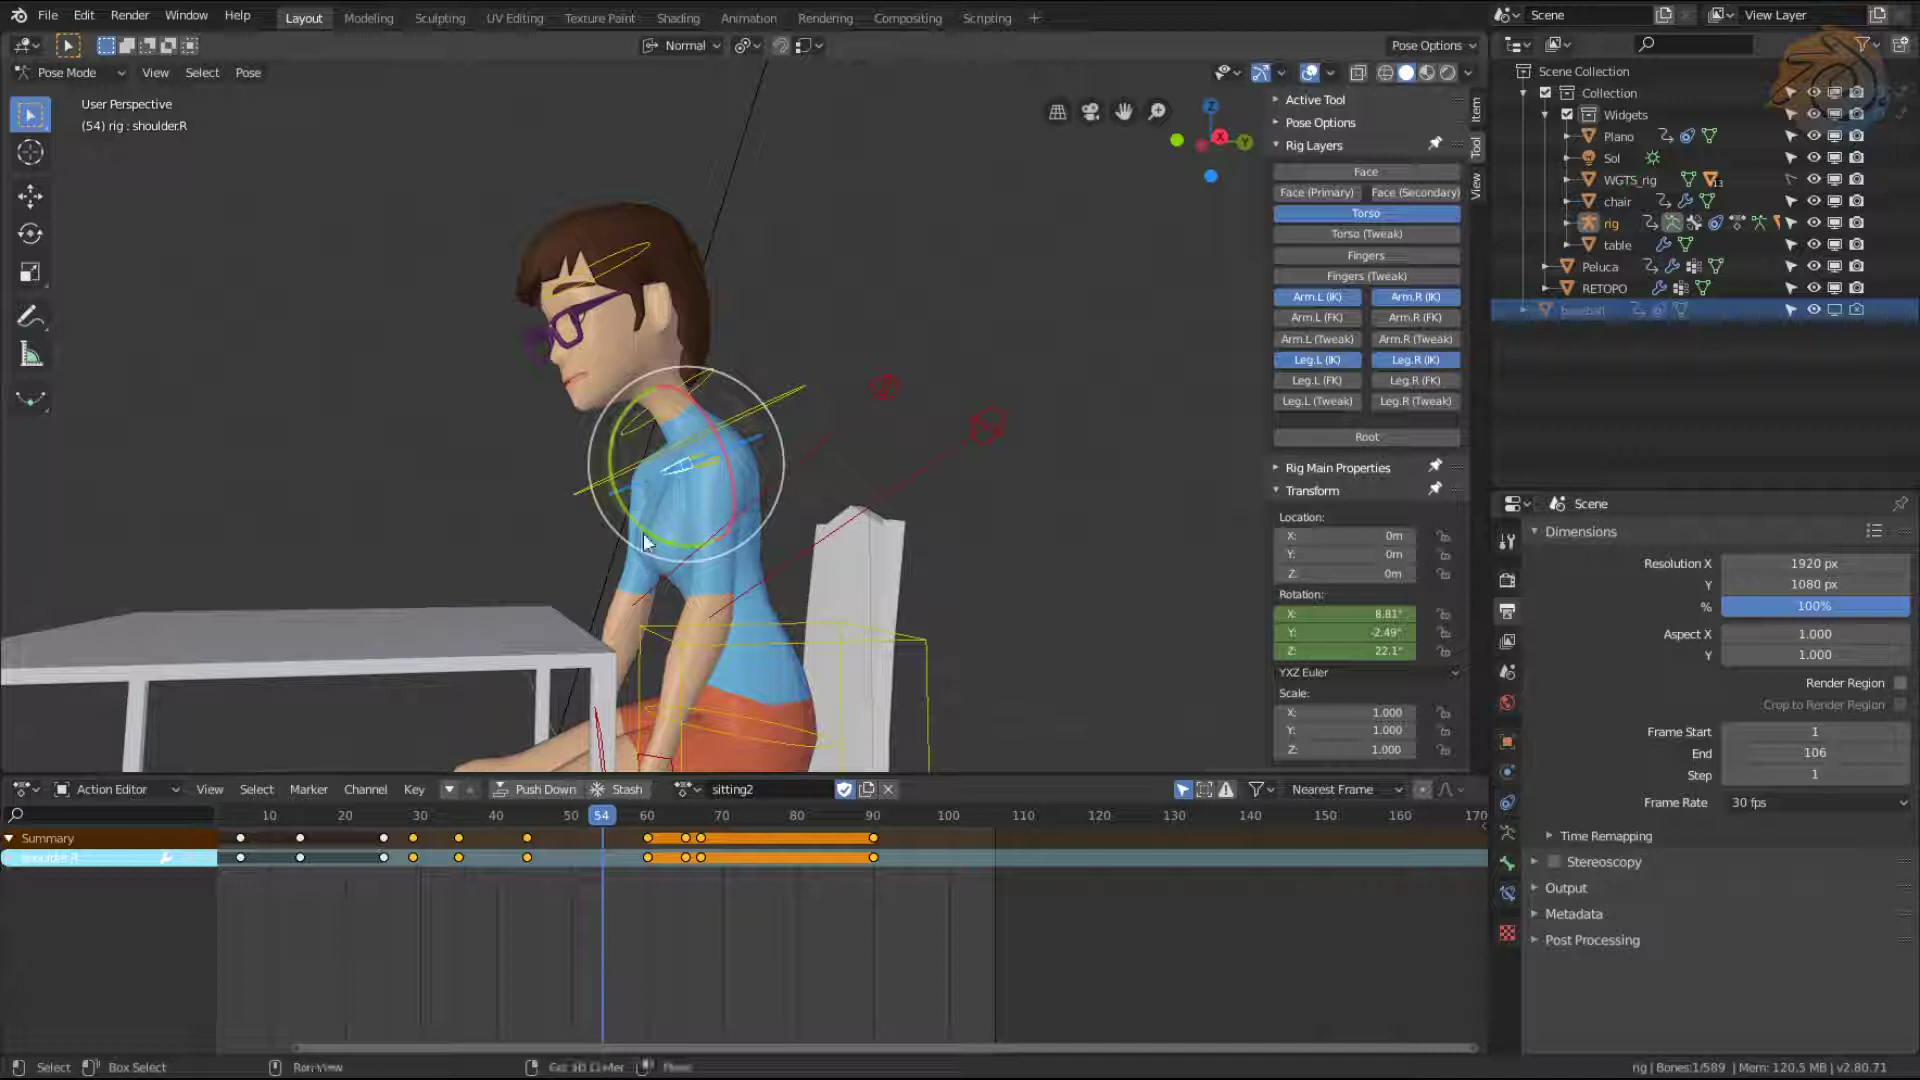 File Edit Render Window Help Layout Modeling Sculpting UV Editing Texture Paint Shading Animation Rendering Compositing Scripting + Scene View Layer
Normal Pose Options
Pose Mode View Select Pose
User Perspective
(54) rig : shoulder.R
Z
X
Y
Active Tool
Pose Options
Rig Layers
Face
Face (Primary) Face (Secondary)
Torso
Torso (Tweak)
Fingers
Fingers (Tweak)
Arm.L (IK) Arm.R (IK)
Arm.L (FK) Arm.R (FK)
Arm.L (Tweak) Arm.R (Tweak)
Leg.L (IK) Leg.R (IK)
Leg.L (FK) Leg.R (FK)
Leg.L (Tweak) Leg.R (Tweak)
Root
Rig Main Properties
Transform
Location:
X: 0m
Y: 0m
Z: 0m
Rotation:
X: 8.81°
Y: -2.49°
Z: 22.1°
YXZ Euler
Scale:
X: 1.000
Y: 1.000
Z: 1.000
Item
Tool
View
Scene Collection
Collection
Widgets
Plano
Sol
WGTS_rig 13
chair
rig
table
Peluca
RETOPO
baseball
Scene
Dimensions
Resolution X 1920 px
Y 1080 px
% 100%
Aspect X 1.000
Y 1.000
Render Region
Crop to Render Region
Frame Start 1
End 106
Step 1
Frame Rate 30 fps
Time Remapping
Stereoscopy
Output
Metadata
Post Processing
Action Editor View Select Marker Channel Key Push Down Stash sitting2 Nearest Frame
10 20 30 40 50 54 60 70 80 90 100 110 120 130 140 150 160 170
Summary
shoulder.R
Select Box Select
rig | Bones:1/589 | Mem: 120.5 MB | v2.80.71